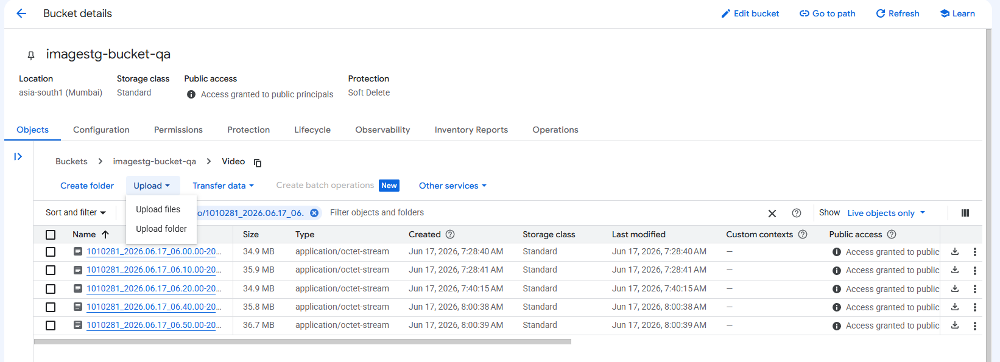 Bucket details
Edit bucket
Go to path
Refresh
Learn
imagestg-bucket-qa
Location Storage class Public access Protection
asia-south1 (Mumbai) Standard Access granted to public principals Soft Delete
Objects Configuration Permissions Protection Lifecycle Observability Inventory Reports Operations
Buckets imagestg-bucket-qa Video
Create folder Upload Transfer data Create batch operations New Other services
Upload files
Upload folder
Sort and filter o/1010281_2026.06.17_06. Filter objects and folders Show Live objects only
Name Size Type Created Storage class Last modified Custom contexts Public access
1010281_2026.06.17_06.00.00-20… 34.9 MB application/octet-stream Jun 17, 2026, 7:28:40 AM Standard Jun 17, 2026, 7:28:40 AM — Access granted to public
1010281_2026.06.17_06.10.00-20… 35.9 MB application/octet-stream Jun 17, 2026, 7:28:41 AM Standard Jun 17, 2026, 7:28:41 AM — Access granted to public
1010281_2026.06.17_06.20.00-20… 34.9 MB application/octet-stream Jun 17, 2026, 7:40:15 AM Standard Jun 17, 2026, 7:40:15 AM — Access granted to public
1010281_2026.06.17_06.40.00-20… 35.8 MB application/octet-stream Jun 17, 2026, 8:00:38 AM Standard Jun 17, 2026, 8:00:38 AM — Access granted to public
1010281_2026.06.17_06.50.00-20… 36.7 MB application/octet-stream Jun 17, 2026, 8:00:39 AM Standard Jun 17, 2026, 8:00:39 AM — Access granted to public